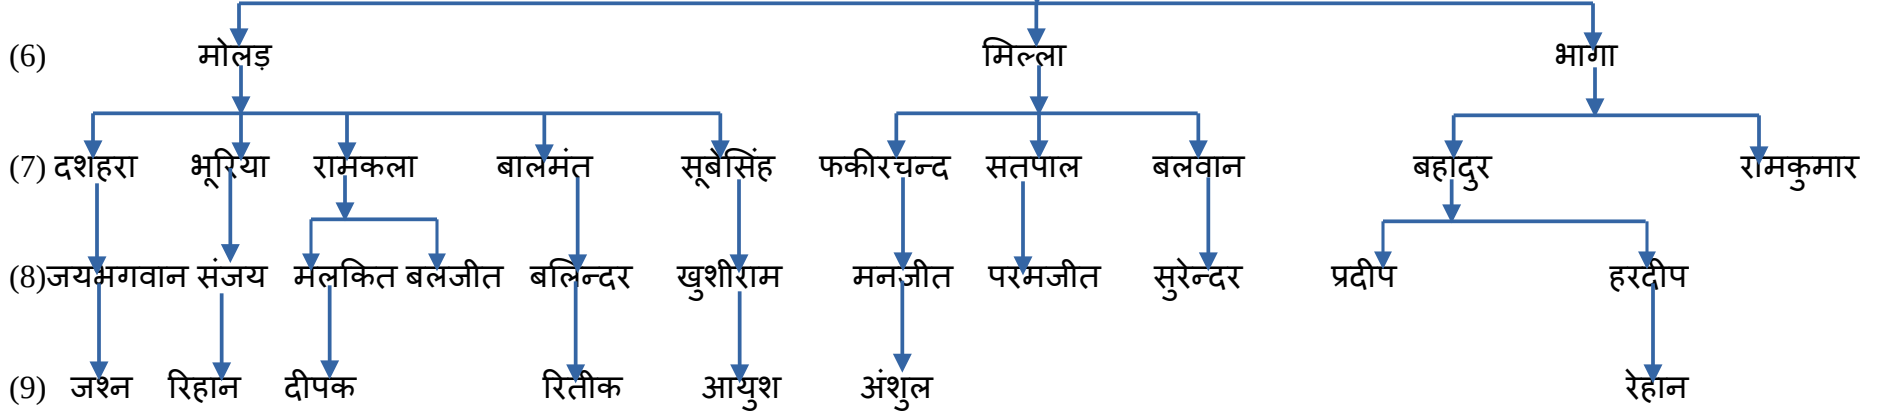 (6) मोलड़ मिल्ला भागा
(7) दशहरा भूरिया रामकला बालमंत सूबेसिंह फकीरचन्द सतपाल बलवान बहादुर रामकुमार
(8) जयभगवान संजय मलकित बलजीत बलिन्दर खुशीराम मनजीत परमजीत सुरेन्दर प्रदीप हरदीप
(9) जश्न रिहान दीपक रितीक आयुश अंशुल रेहान